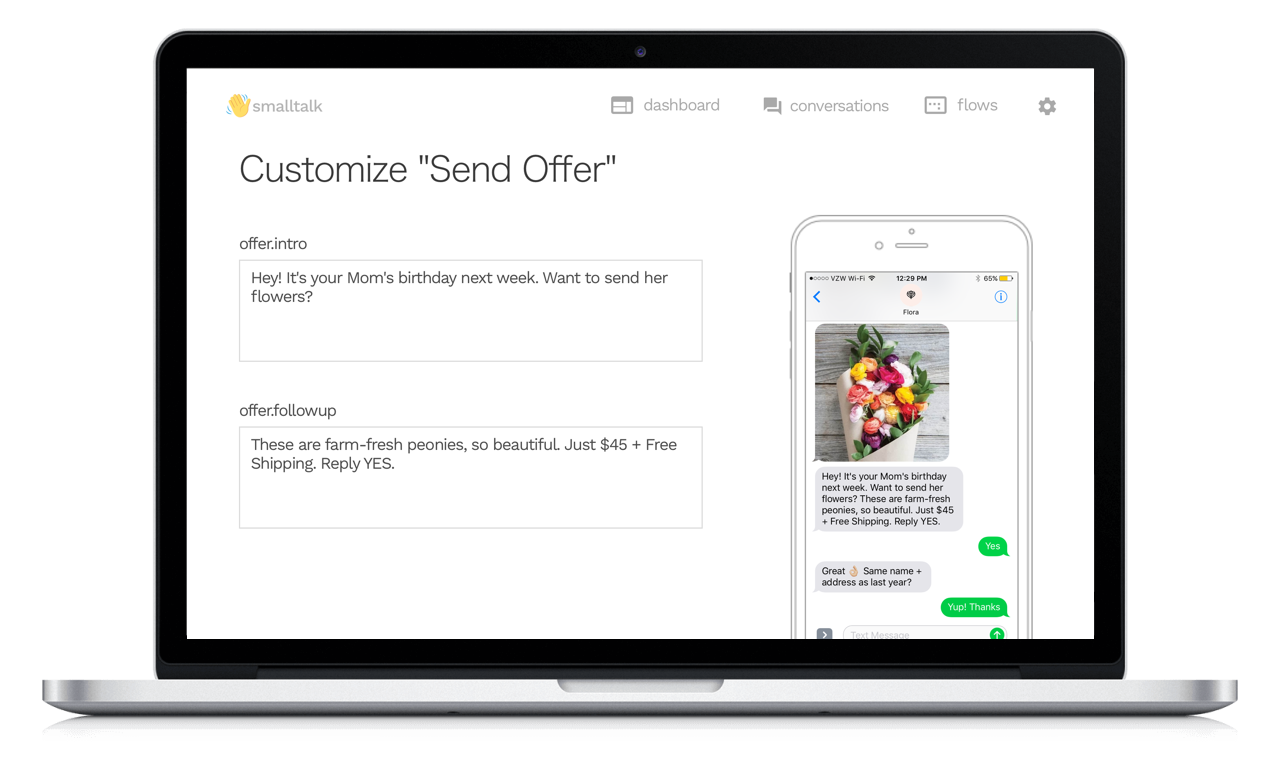 smalltalk
dashboard
conversations
flows
Customize "Send Offer"
offer.intro
Hey! It's your Mom's birthday next week. Want to send her
flowers?
offer.followup
These are farm-fresh peonies, so beautiful. Just $45 + Free
Shipping. Reply YES.
VZW Wi-Fi
12:29 PM
65%
Flora
Hey! It's your Mom's birthday
next week. Want to send her
flowers? These are farm-fresh
peonies, so beautiful. Just $45
+ Free Shipping. Reply YES.
Yes
Great 👌🏼 Same name +
address as last year?
Yup! Thanks
Text Message